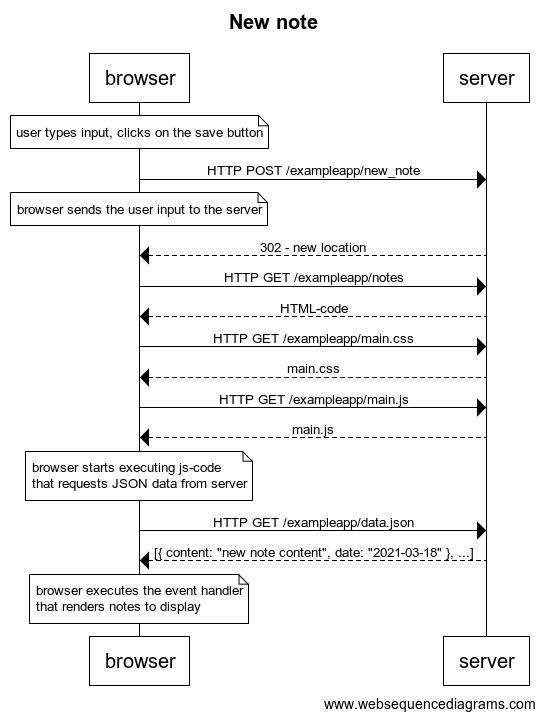 New note
browser
server
user types input, clicks on the save button
HTTP POST /exampleapp/new_note
browser sends the user input to the server
302 - new location
HTTP GET /exampleapp/notes
HTML-code
HTTP GET /exampleapp/main.css
main.css
HTTP GET /exampleapp/main.js
main.js
browser starts executing js-code
that requests JSON data from server
HTTP GET /exampleapp/data.json
[{ content: "new note content", date: "2021-03-18" }, ...]
browser executes the event handler
that renders notes to display
browser
server
www.websequencediagrams.com